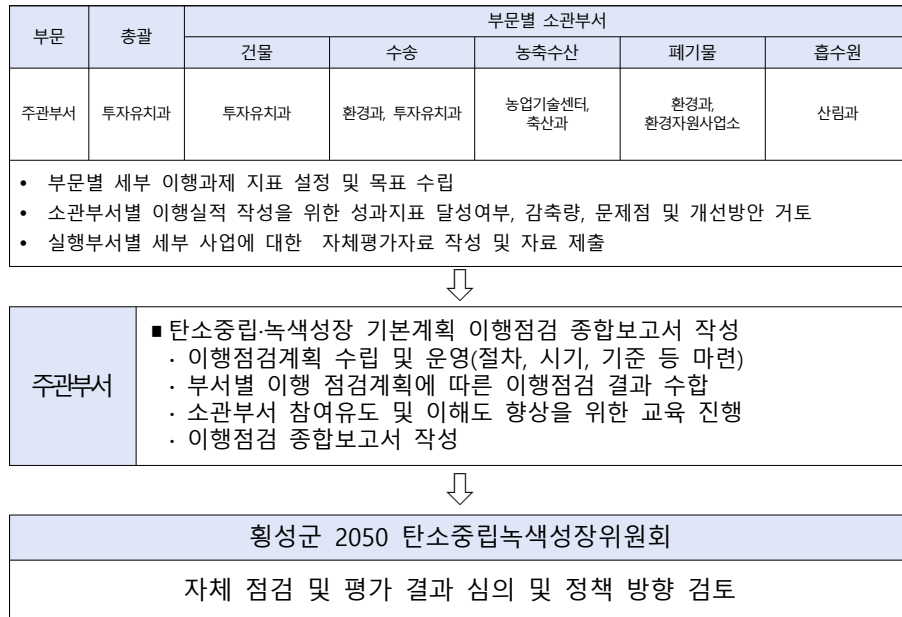 부문 총괄 부문별 소관부서
건물 수송 농축수산 폐기물 흡수원
주관부서 투자유치과 투자유치과 환경과, 투자유치과 농업기술센터, 축산과 환경과, 환경자원사업소 산림과
• 부문별 세부 이행과제 지표 설정 및 목표 수립
• 소관부서별 이행실적 작성을 위한 성과지표 달성여부, 감축량, 문제점 및 개선방안 거토
• 실행부서별 세부 사업에 대한 자체평가자료 작성 및 자료 제출
주관부서
■ 탄소중립·녹색성장 기본계획 이행점검 종합보고서 작성
· 이행점검계획 수립 및 운영(절차, 시기, 기준 등 마련)
· 부서별 이행 점검계획에 따른 이행점검 결과 수합
· 소관부서 참여유도 및 이해도 향상을 위한 교육 진행
· 이행점검 종합보고서 작성
횡성군 2050 탄소중립녹색성장위원회
자체 점검 및 평가 결과 심의 및 정책 방향 검토